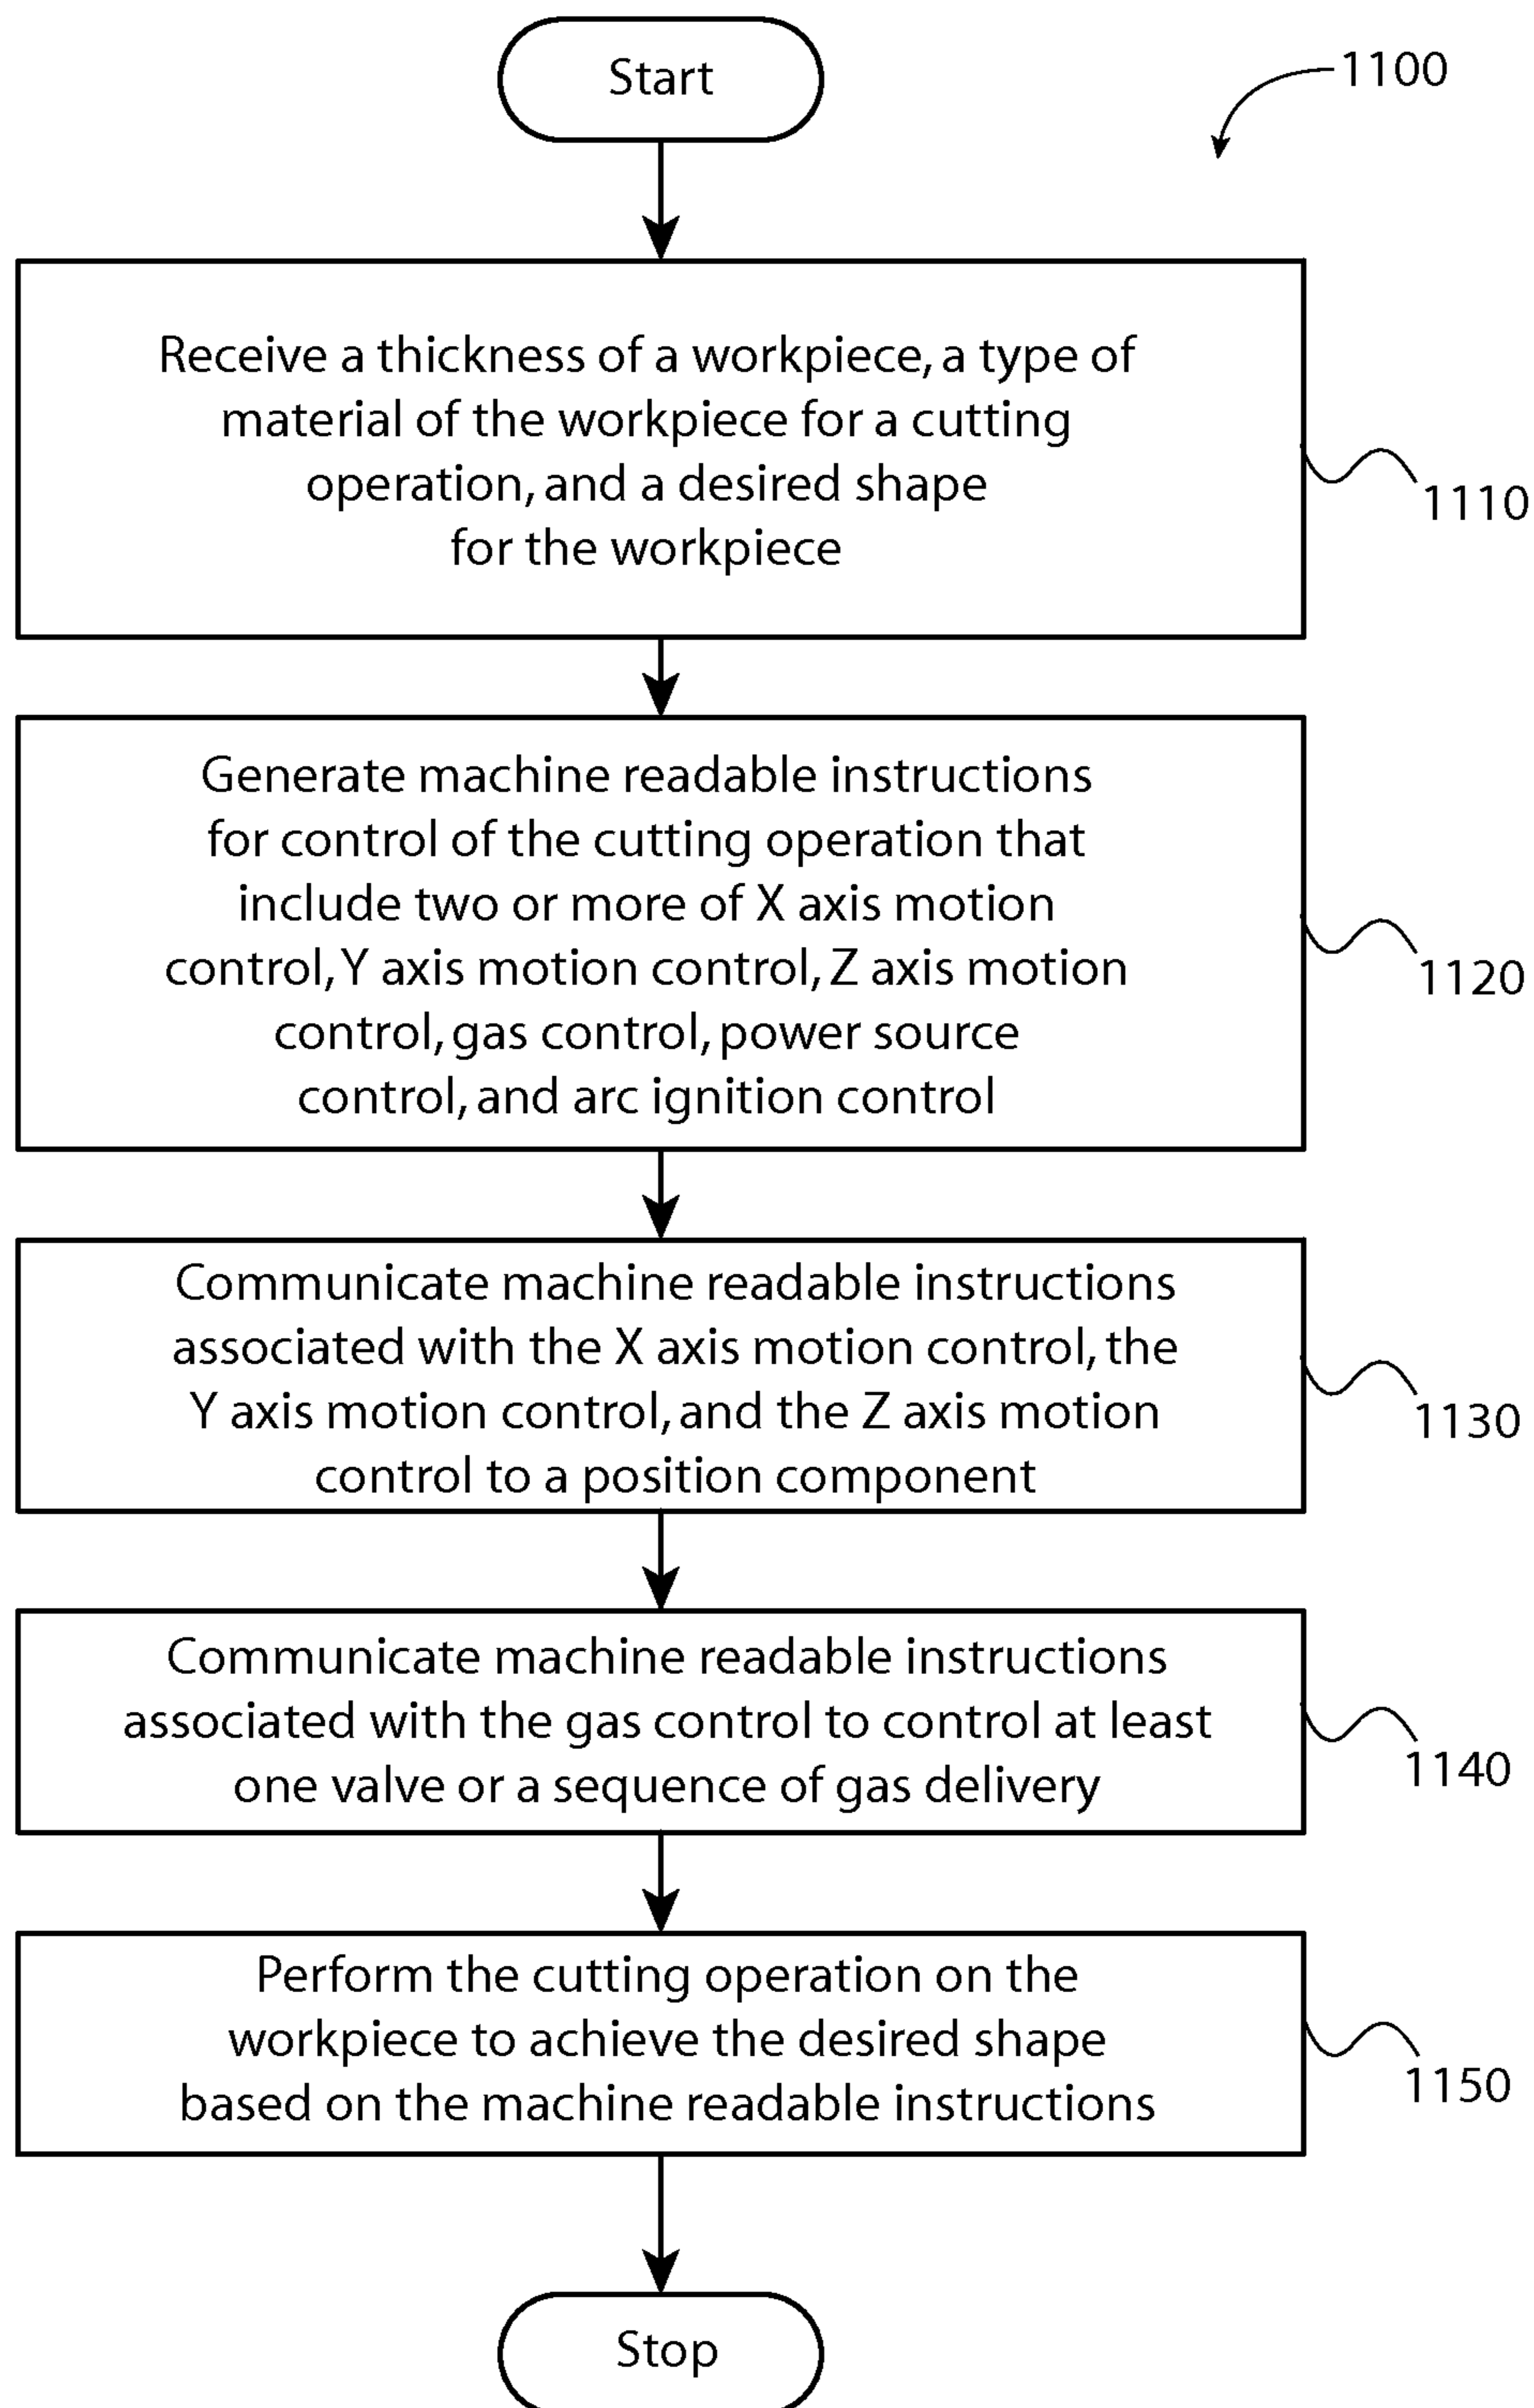 Start
1100
Receive a thickness of a workpiece, a type of
material of the workpiece for a cutting
operation, and a desired shape
for the workpiece
1110
Generate machine readable instructions
for control of the cutting operation that
include two or more of X axis motion
control, Y axis motion control, Z axis motion
control, gas control, power source
control, and arc ignition control
1120
Communicate machine readable instructions
associated with the X axis motion control, the
Y axis motion control, and the Z axis motion
control to a position component
1130
Communicate machine readable instructions
associated with the gas control to control at least
one valve or a sequence of gas delivery
1140
Perform the cutting operation on the
workpiece to achieve the desired shape
based on the machine readable instructions
1150
Stop